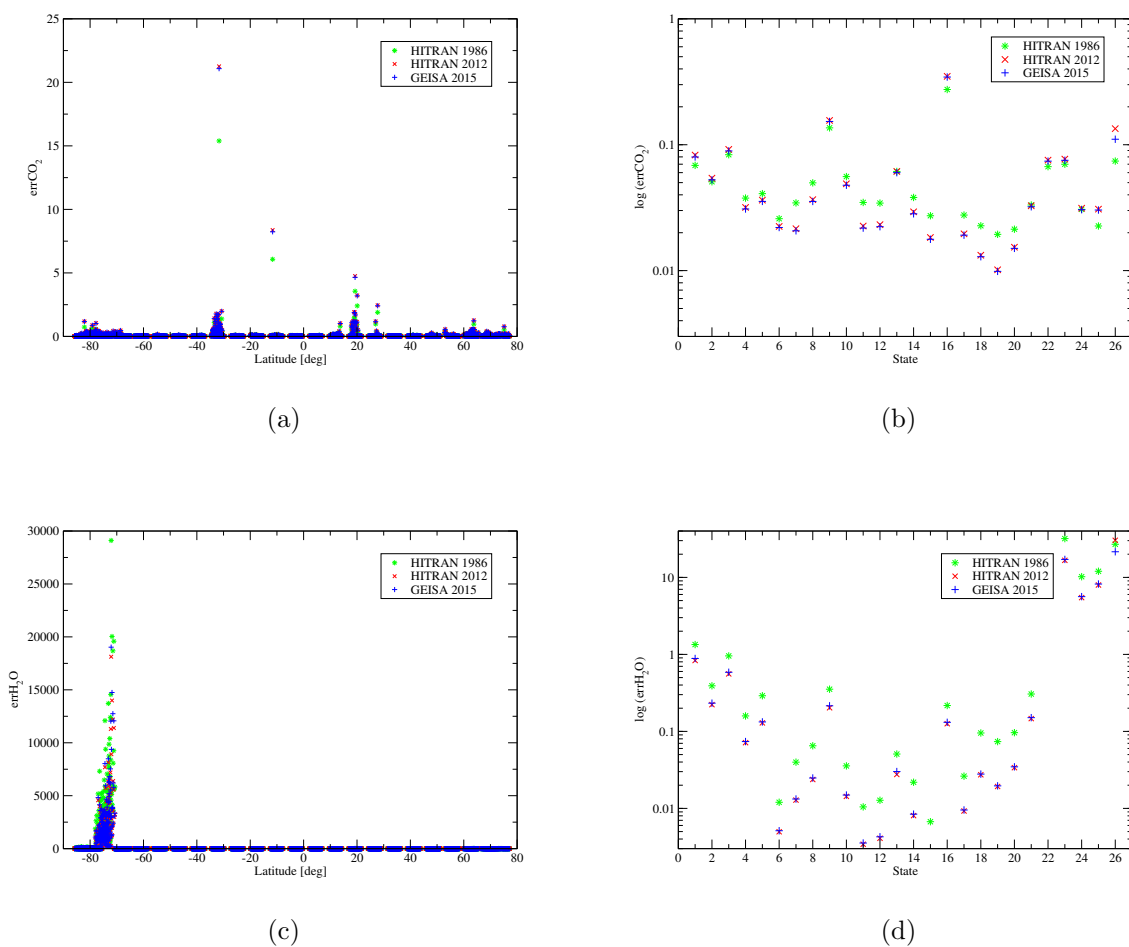 25
20
15
10
5
0
errCO2
HITRAN 1986
HITRAN 2012
GEISA 2015
-80 -60 -40 -20 0 20 40 60 80
Latitude [deg]
(a)
1
0.1
0.01
log (errCO2)
HITRAN 1986
HITRAN 2012
GEISA 2015
0 2 4 6 8 10 12 14 16 18 20 22 24 26
State
(b)
30000
25000
20000
15000
10000
5000
0
errH2O
HITRAN 1986
HITRAN 2012
GEISA 2015
-80 -60 -40 -20 0 20 40 60 80
Latitude [deg]
(c)
10
1
0.1
0.01
log (errH2O)
HITRAN 1986
HITRAN 2012
GEISA 2015
0 2 4 6 8 10 12 14 16 18 20 22 24 26
State
(d)